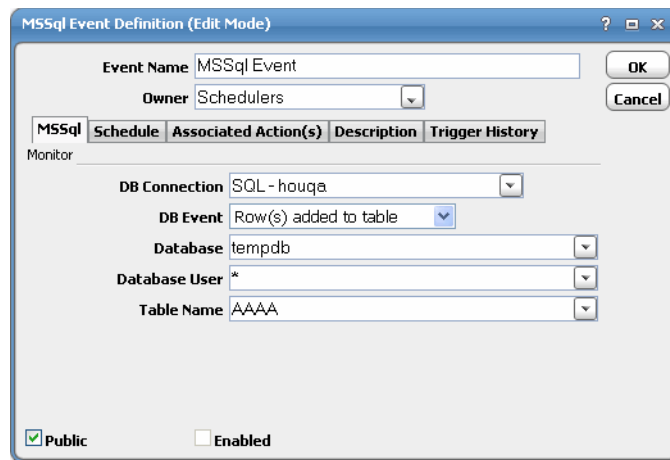 MSSql Event Definition (Edit Mode) ?
Event Name MSSql Event OK
Owner Schedulers Cancel
MSSql Schedule Associated Action(s) Description Trigger History
Monitor
DB Connection SQL-houqa
DB Event Row(s) added to table
Database tempdb
Database User *
Table Name AAAA
Public Enabled